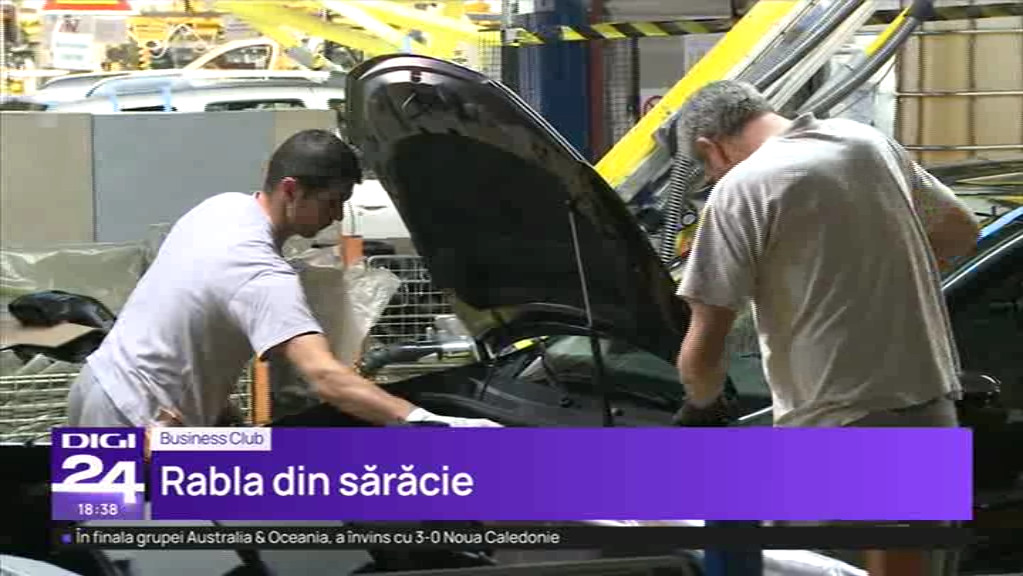 DIGI
24
18:38
Business Club
Rabla din sărăcie
În finala grupei Australia & Oceania, a învins cu 3-0 Noua Caledonie